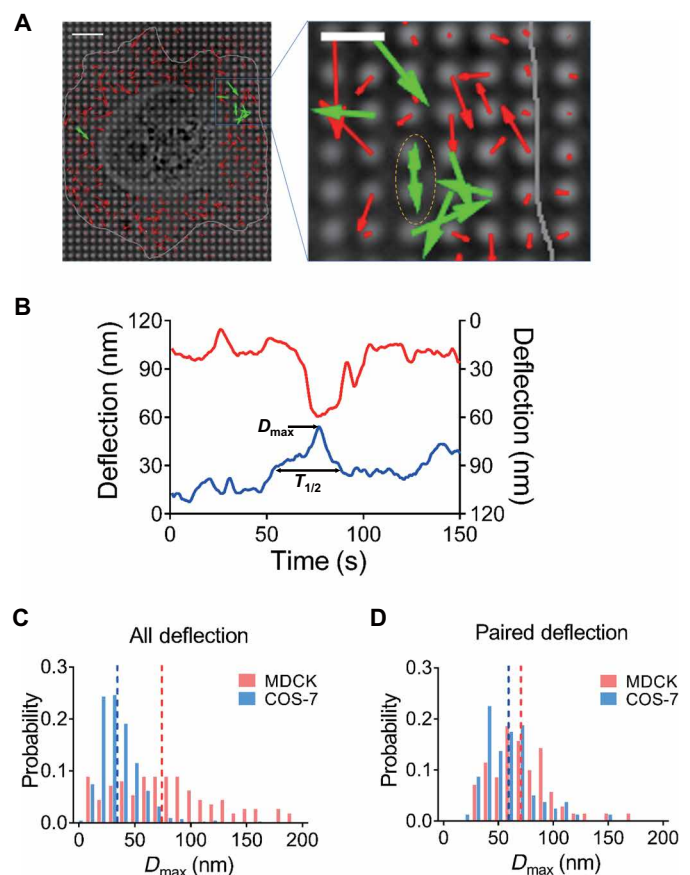 A
B
120
90
60
30
0
Deflection (nm)
0
30
60
90
120
Deflection (nm)
Dmax
T1/2
0
50
100
150
Time (s)
C
All deflection
0.3
0.2
0.1
0.0
Probability
MDCK
COS-7
0
50
100
150
200
Dmax (nm)
D
Paired deflection
0.3
0.2
0.1
0.0
Probability
MDCK
COS-7
0
50
100
150
200
Dmax (nm)